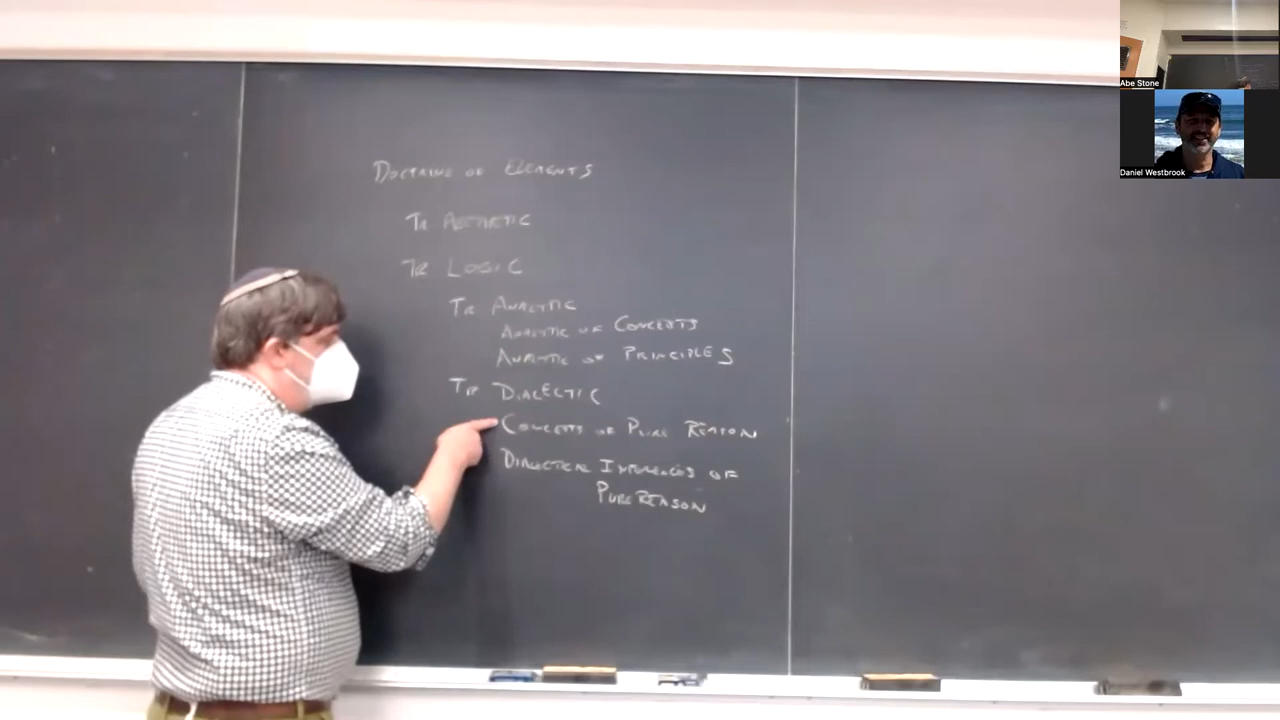 Doctrine of Elements
Tr Aesthetic
Tr Logic
Tr Analytic
Analytic of Concepts
Analytic of Principles
Tr Dialectic
Concepts of Pure Reason
Dialectical Inferences of
Pure Reason
Abe Stone
Daniel Westbrook